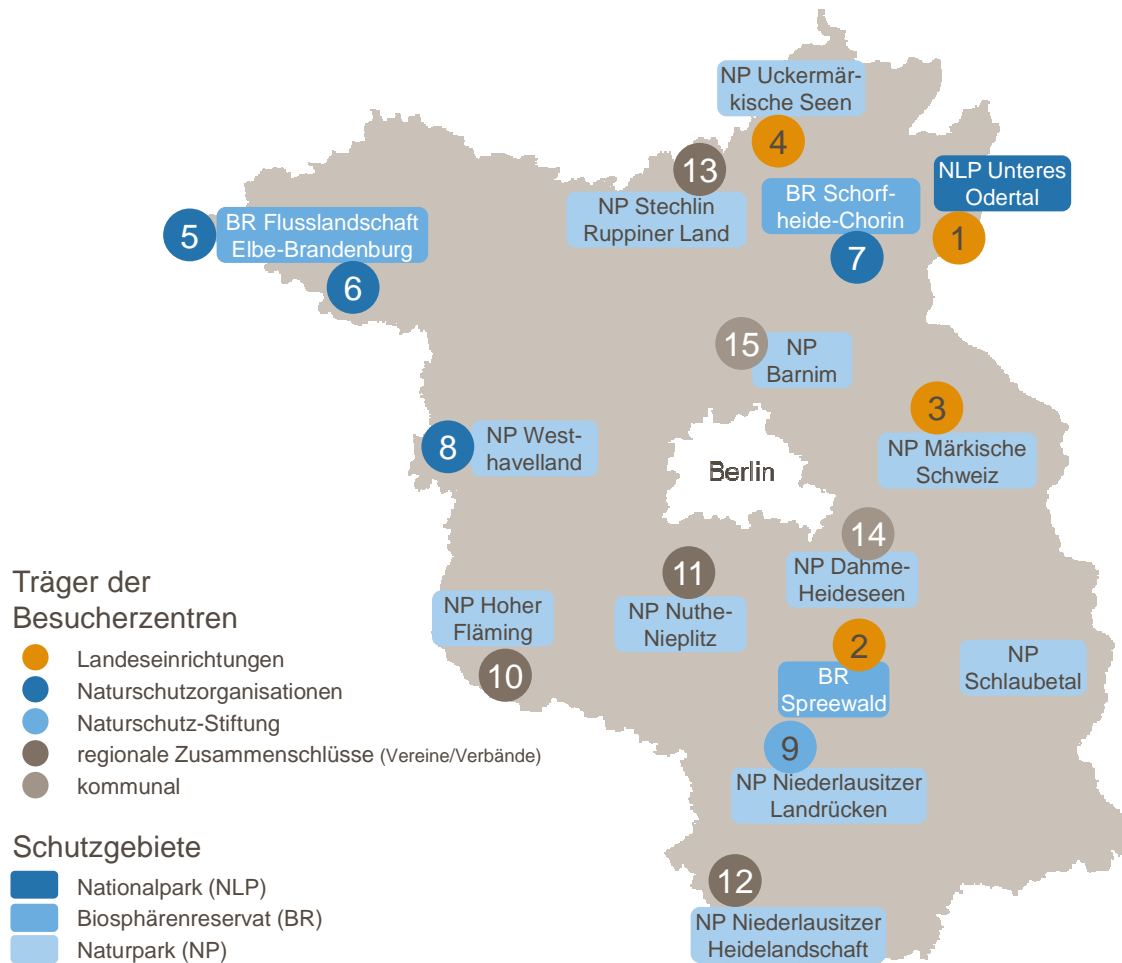 NP Uckermär-
kische Seen
4
13
NLP Unteres
Odertal
BR Schorf-
heide-Chorin
NP Stechlin
Ruppiner Land
5
BR Flusslandschaft
Elbe-Brandenburg
1
7
6
15
NP
Barnim
3
8
NP West-
havelland
NP Märkische
Schweiz
Berlin
14
NP Dahme-
Heideseen
11
NP Nuthe-
Nieplitz
NP Hoher
Fläming
10
2
BR
Spreewald
NP
Schlaubetal
9
NP Niederlausitzer
Landrücken
12
NP Niederlausitzer
Heidelandschaft
Träger der
Besucherzentren
Landeseinrichtungen
Naturschutzorganisationen
Naturschutz-Stiftung
regionale Zusammenschlüsse (Vereine/Verbände)
kommunal
Schutzgebiete
Nationalpark (NLP)
Biosphärenreservat (BR)
Naturpark (NP)